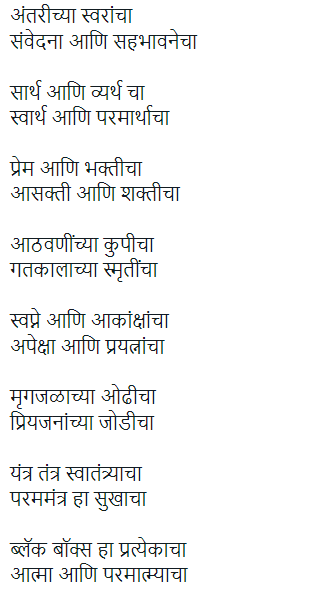 अंतरीच्या स्वरांचा
संवेदना आणि सहभावनेचा
सार्थ आणि व्यर्थ चा
स्वार्थ आणि परमार्थाचा
प्रेम आणि भक्तीचा
आसक्ती आणि शक्तीचा
आठवणींच्या कुपीचा
गतकालाच्या स्मृतींचा
स्वप्ने आणि आकांक्षांचा
अपेक्षा आणि प्रयत्नांचा
मृगजळाच्या ओढीचा
प्रियजनांच्या जोडीचा
यंत्र तंत्र स्वातंत्र्याचा
परममंत्र हा सुखाचा
ब्लॅक बॉक्स हा प्रत्येकाचा
आत्मा आणि परमात्म्याचा